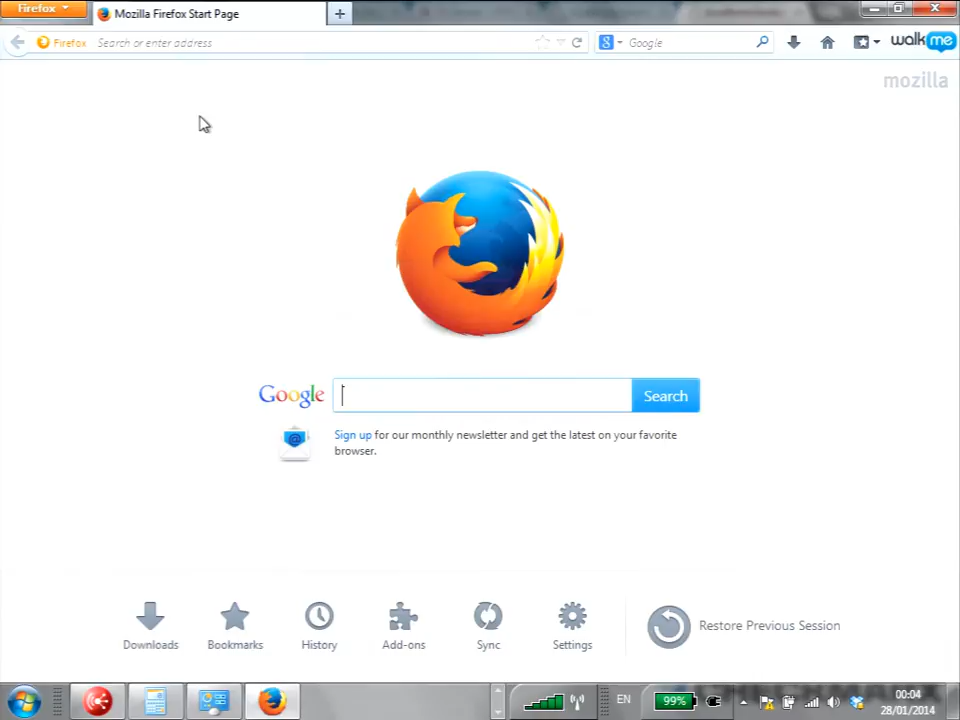 Firefox
Mozilla Firefox Start Page
Firefox
Search or enter address
8
Google
walkme
mozilla
Google
Search
Sign up for our monthly newsletter and get the latest on your favorite
browser.
Downloads
Bookmarks
History
Add-ons
Sync
Settings
Restore Previous Session
EN
99%
00:04
28/01/2014